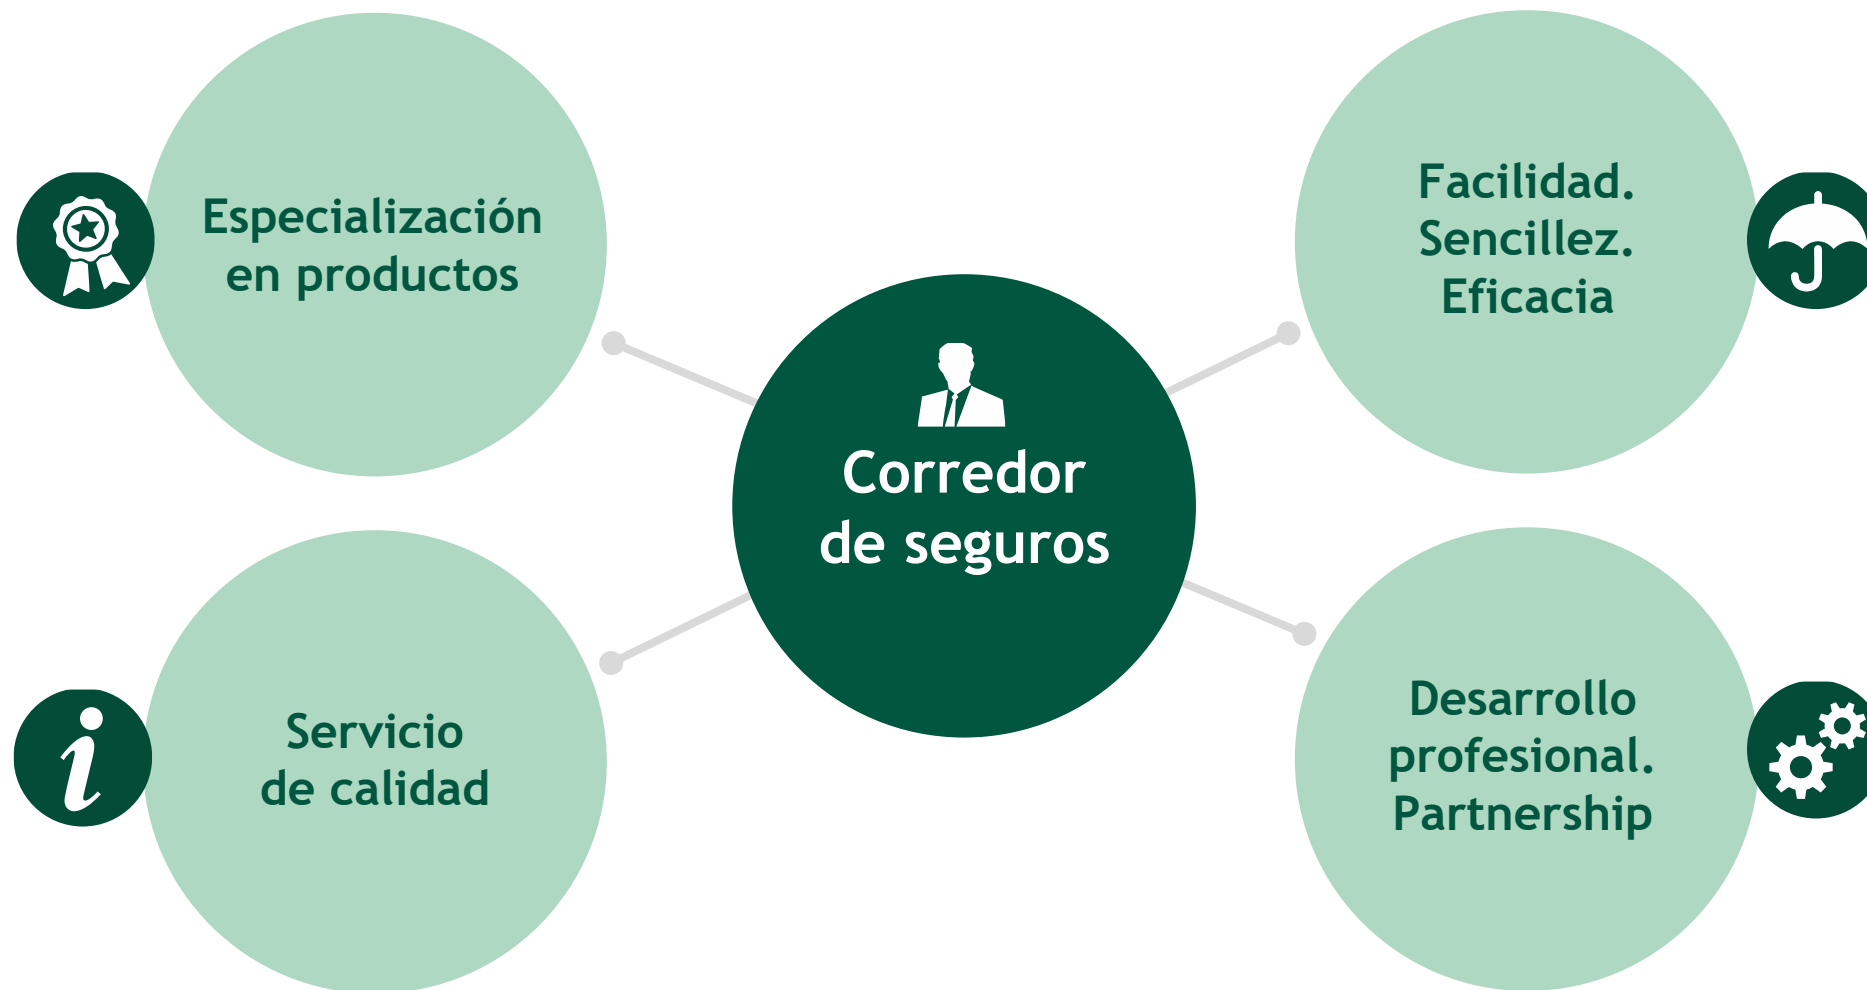 Especialización
en productos
Facilidad.
Sencillez.
Eficacia
Corredor
de seguros
Servicio
de calidad
Desarrollo
profesional.
Partnership